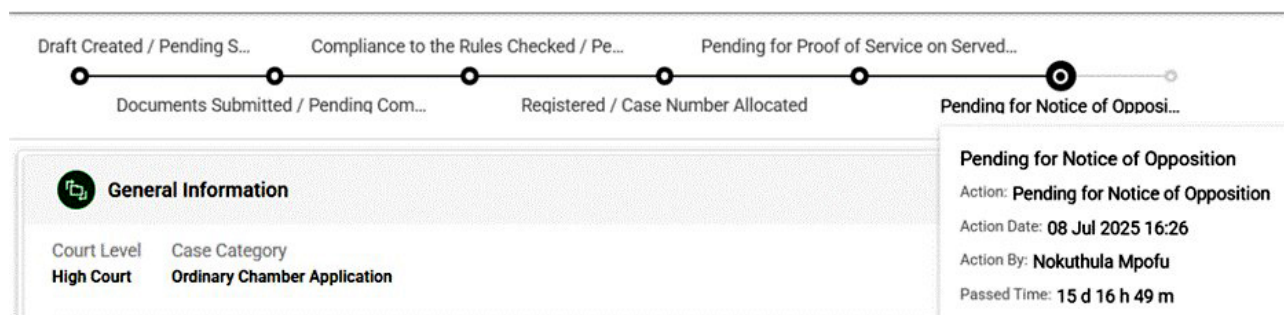 Draft Created / Pending S...
Compliance to the Rules Checked / Pe...
Pending for Proof of Service on Served...
Documents Submitted / Pending Com...
Registered / Case Number Allocated
Pending for Notice of Opposi...
General Information
Court Level
Case Category
High Court
Ordinary Chamber Application
Pending for Notice of Opposition
Action: Pending for Notice of Opposition
Action Date: 08 Jul 2025 16:26
Action By: Nokuthula Mpofu
Passed Time: 15 d 16 h 49 m